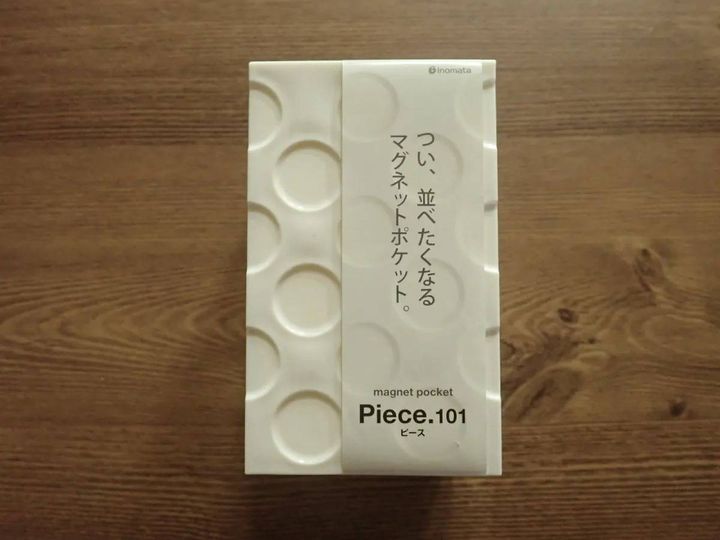 inomata
つい、並べたくなる
マグネットポケット。
magnet pocket
Piece.101
ピース